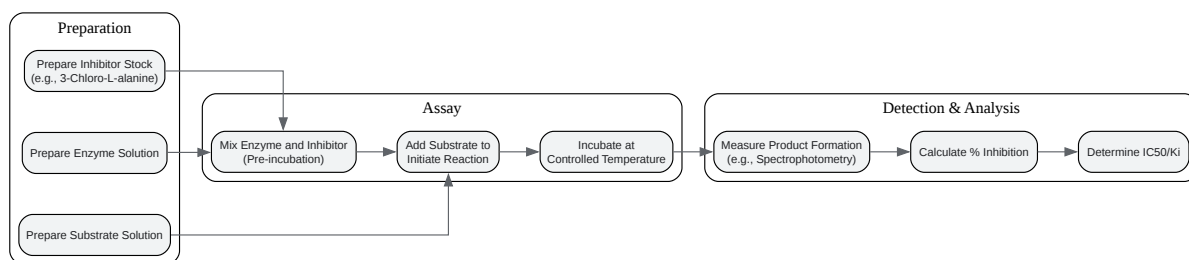 Preparation
Prepare Inhibitor Stock
(e.g., 3-Chloro-L-alanine)
Prepare Enzyme Solution
Prepare Substrate Solution
Assay
Mix Enzyme and Inhibitor
(Pre-incubation)
Add Substrate to
Initiate Reaction
Incubate at
Controlled Temperature
Detection & Analysis
Measure Product Formation
(e.g., Spectrophotometry)
Calculate % Inhibition
Determine IC50/Ki